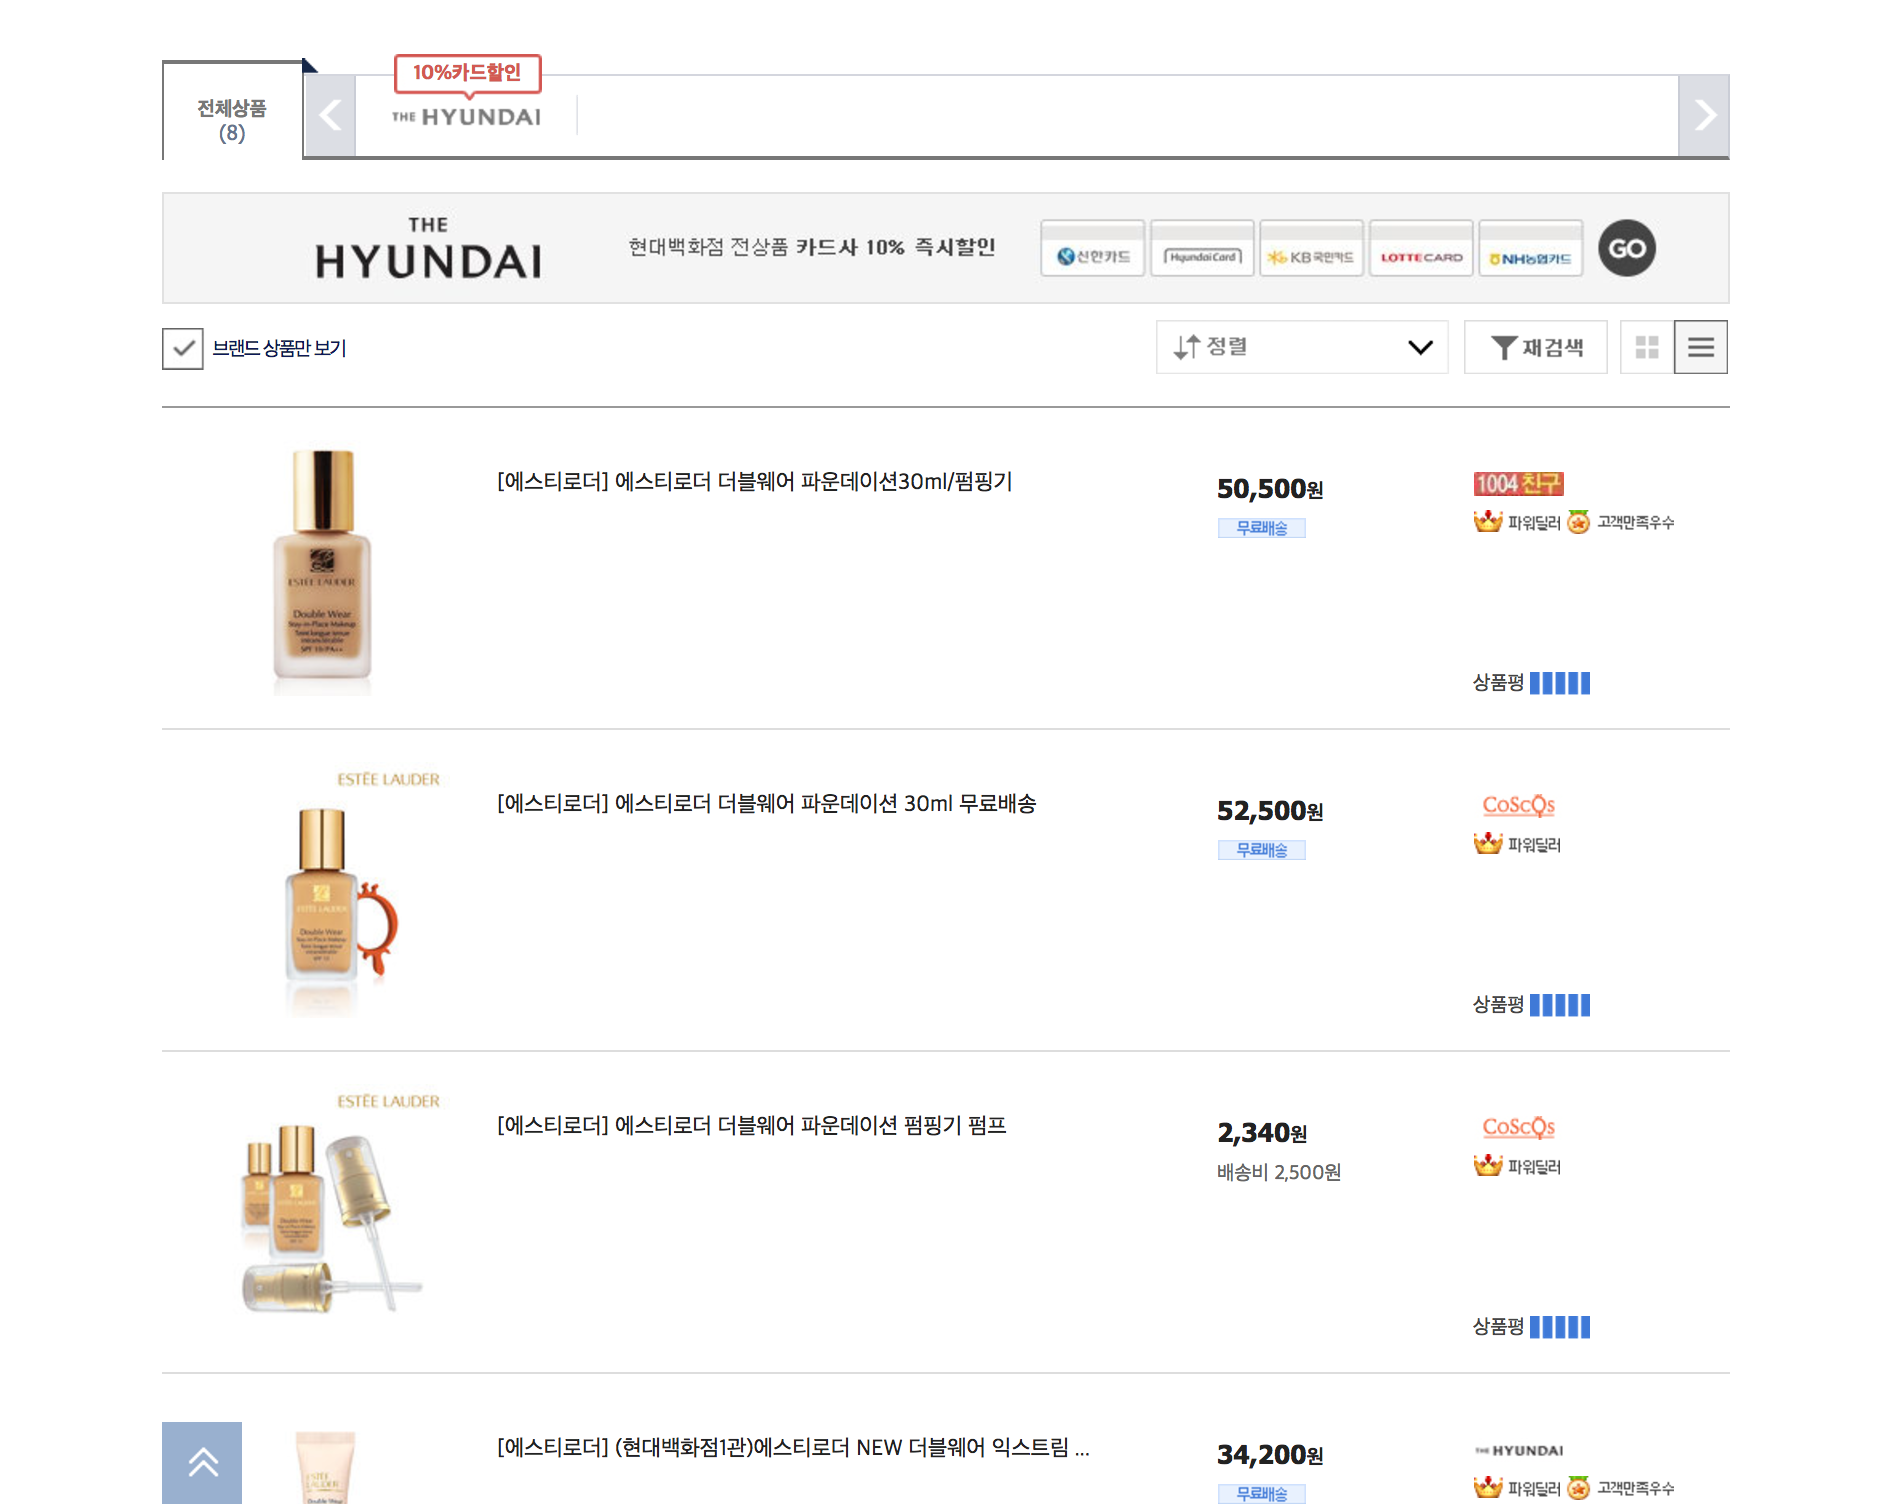 10%카드할인
전체상품
(8)
THE HYUNDAI
THE
HYUNDAI
현대백화점 전상품 카드사 10% 즉시할인
신한카드
HyundaiCard
KB국민카드
LOTTECARD
NH농협카드
GO
브랜드 상품만 보기
정렬
재검색
[에스티로더] 에스티로더 더블웨어 파운데이션30ml/펌핑기
50,500원
무료배송
1004 친구
파워딜러 고객만족우수
상품평
ESTEE LAUDER
Double Wear
Stay-in-Place Makeup
ESTĒE LAUDER
[에스티로더] 에스티로더 더블웨어 파운데이션 30ml 무료배송
52,500원
무료배송
CoScOs
파워딜러
상품평
ESTEE LAUDER
Double Wear
ESTĒE LAUDER
[에스티로더] 에스티로더 더블웨어 파운데이션 펌핑기 펌프
2,340원
배송비 2,500원
CoScOs
파워딜러
상품평
Double Wear
[에스티로더] (현대백화점1관)에스티로더 NEW 더블웨어 익스트림 ...
34,200원
무료배송
THE HYUNDAI
파워딜러 고객만족우수
ESTEE
LAUDER
Double Wear